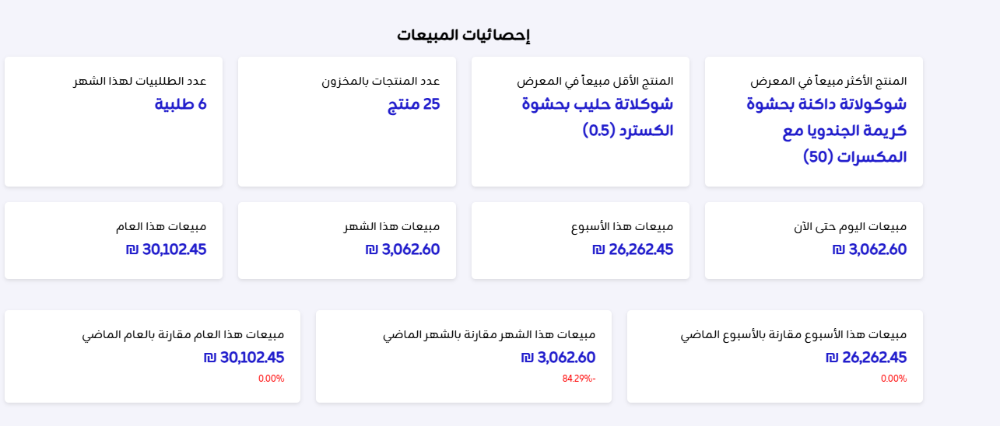 إحصائيات المبيعات
المنتج الأكثر مبيعاً في المعرض
شوكولاتة داكنة بحشوة
كريمة الجندويا مع
المكسرات (50)
المنتج الأقل مبيعاً في المعرض
شوكلاتة حليب بحشوة
الكسترد (0.5)
عدد المنتجات بالمخزون
25 منتج
عدد الطللبيات لهذا الشهر
6 طلبية
مبيعات اليوم حتى الآن
3,062.60 ₪
مبيعات هذا الأسبوع
26,262.45 ₪
مبيعات هذا الشهر
3,062.60 ₪
مبيعات هذا العام
30,102.45 ₪
مبيعات هذا الأسبوع مقارنة بالأسبوع الماضي
26,262.45 ₪
0.00%
مبيعات هذا الشهر مقارنة بالشهر الماضي
3,062.60 ₪
-84.29%
مبيعات هذا العام مقارنة بالعام الماضي
30,102.45 ₪
0.00%